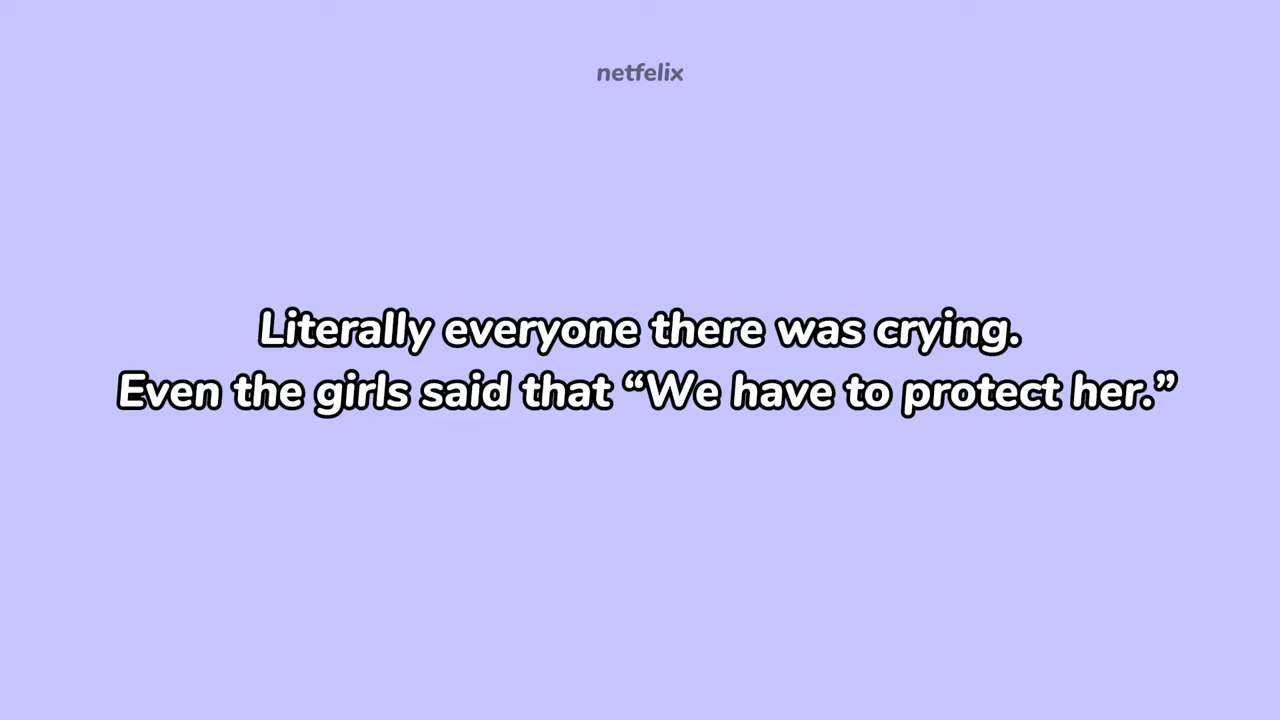 netfelix
Literally everyone there was crying.
Even the girls said that “We have to protect her.”